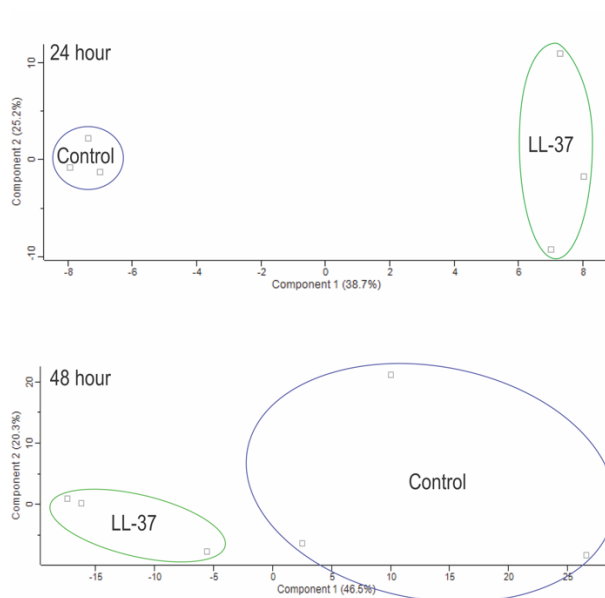 24 hour
10
0
-10
Component 2 (25.2%)
Control
LL-37
-8 -6 -4 -2 0 2 4 6 8
Component 1 (38.7%)
48 hour
20
10
0
Component 2 (20.3%)
Control
LL-37
-15 -10 -5 0 5 10 15 20 25
Component 1 (46.5%)